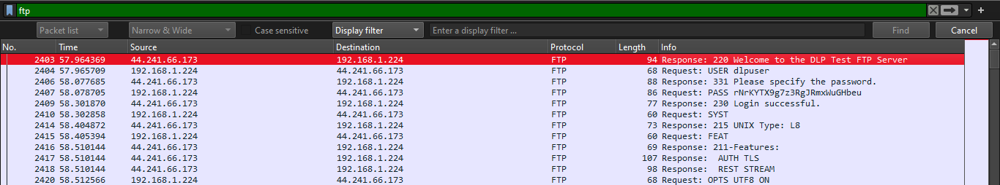 ftp
Packet list Narrow & Wide Case sensitive Display filter Enter a display filter ... Find Cancel
No. Time Source Destination Protocol Length Info
2403 57.964369 44.241.66.173 192.168.1.224 FTP 94 Response: 220 Welcome to the DLP Test FTP Server
2404 57.965709 192.168.1.224 44.241.66.173 FTP 68 Request: USER dlpuser
2406 58.077685 44.241.66.173 192.168.1.224 FTP 88 Response: 331 Please specify the password.
2407 58.078705 192.168.1.224 44.241.66.173 FTP 86 Request: PASS rNrKYTX9g7z3RgJRmxWuGHbeu
2409 58.301870 44.241.66.173 192.168.1.224 FTP 77 Response: 230 Login successful.
2410 58.302858 192.168.1.224 44.241.66.173 FTP 60 Request: SYST
2414 58.404872 44.241.66.173 192.168.1.224 FTP 73 Response: 215 UNIX Type: L8
2415 58.405394 192.168.1.224 44.241.66.173 FTP 60 Request: FEAT
2416 58.510144 44.241.66.173 192.168.1.224 FTP 69 Response: 211-Features:
2417 58.510144 44.241.66.173 192.168.1.224 FTP 107 Response:  AUTH TLS
2418 58.510144 44.241.66.173 192.168.1.224 FTP 98 Response:  REST STREAM
2420 58.512566 192.168.1.224 44.241.66.173 FTP 68 Request: OPTS UTF8 ON